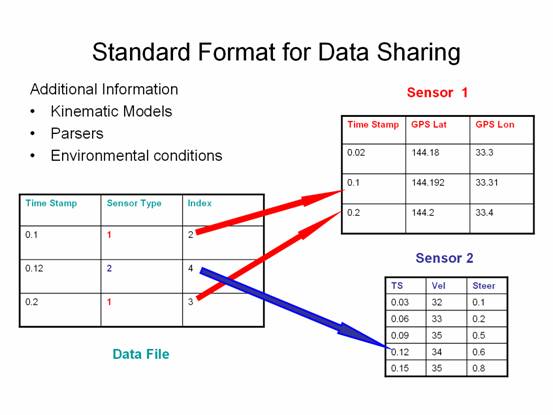 Standard Format for Data Sharing
Additional Information
• Kinematic Models
• Parsers
• Environmental conditions
Sensor 1
Time Stamp GPS Lat GPS Lon
0.02 144.18 33.3
0.1 144.192 33.31
0.2 144.2 33.4
Time Stamp Sensor Type Index
0.1 1 2
0.12 2 4
0.2 1 3
Data File
Sensor 2
TS Vel Steer
0.03 32 0.1
0.06 33 0.2
0.09 35 0.5
0.12 34 0.6
0.15 35 0.8